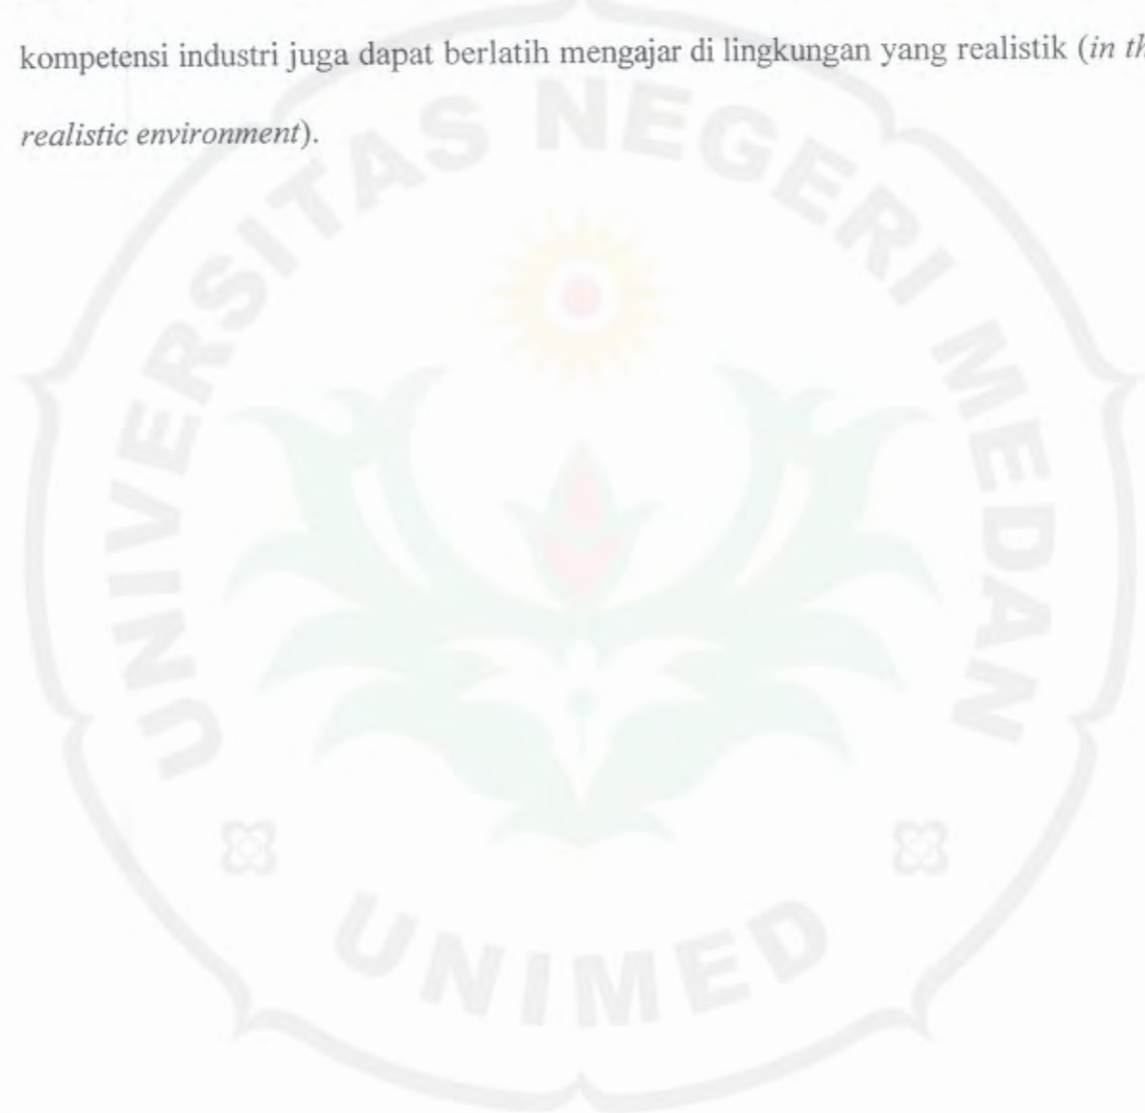 kompetensi industri juga dapat berlatih mengajar di lingkungan yang realistik (in th
realistic environment).
UNIVERSITAS NEGERI MEDAN
UNIMED